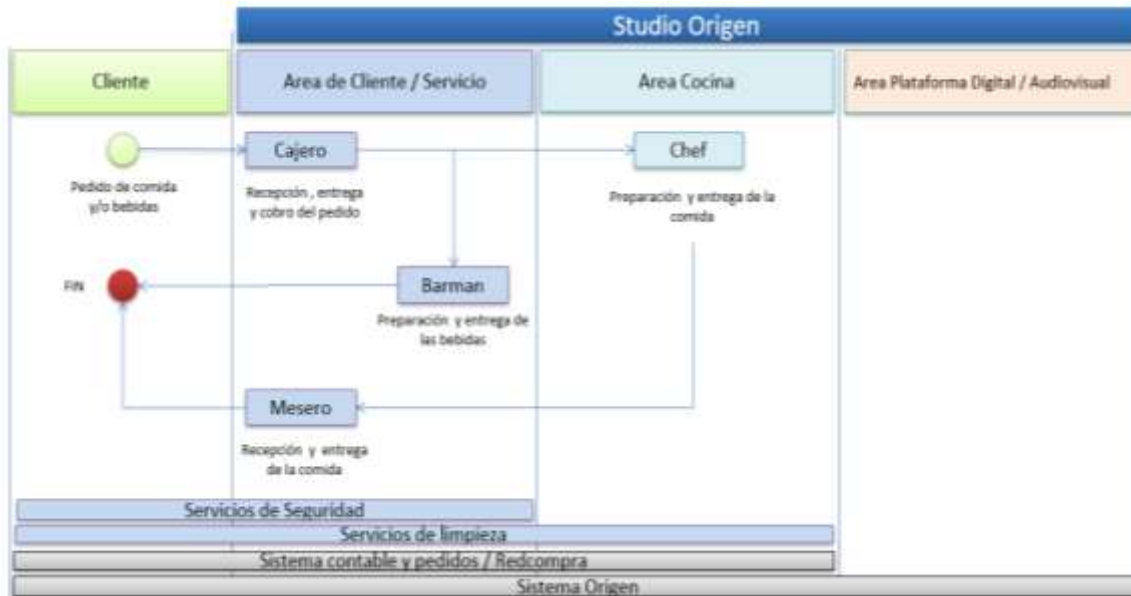 Studio Origen
Cliente
Area de Cliente / Servicio
Area Cocina
Area Plataforma Digital / Audiovisual
Cajero
Chef
Pedido de comida
y/o bebidas
Recepción , entrega
y cobro del pedido
Preparación y entrega de la
comida
FIN
Barman
Preparación y entrega de
las bebidas
Mesero
Recepción y entrega
de la comida
Servicios de Seguridad
Servicios de limpieza
Sistema contable y pedidos / Redcompra
Sistema Origen